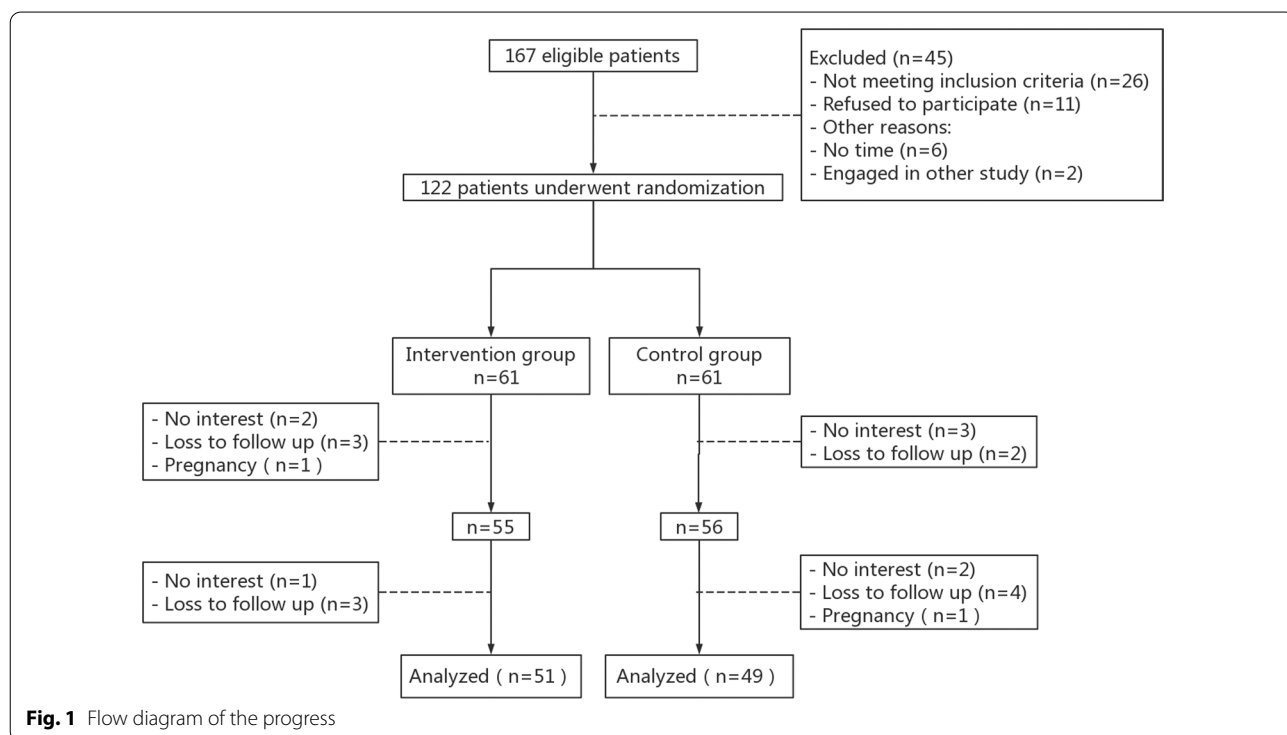 167 eligible patients
Excluded (n=45)
- Not meeting inclusion criteria (n=26)
- Refused to participate (n=11)
- Other reasons:
- No time (n=6)
- Engaged in other study (n=2)
122 patients underwent randomization
Intervention group
n=61
Control group
n=61
- No interest (n=2)
- Loss to follow up (n=3)
- Pregnancy ( n=1 )
- No interest (n=3)
- Loss to follow up (n=2)
n=55
n=56
- No interest (n=1)
- Loss to follow up (n=3)
- No interest (n=2)
- Loss to follow up (n=4)
- Pregnancy ( n=1 )
Analyzed ( n=51 )
Analyzed ( n=49 )
Fig. 1 Flow diagram of the progress